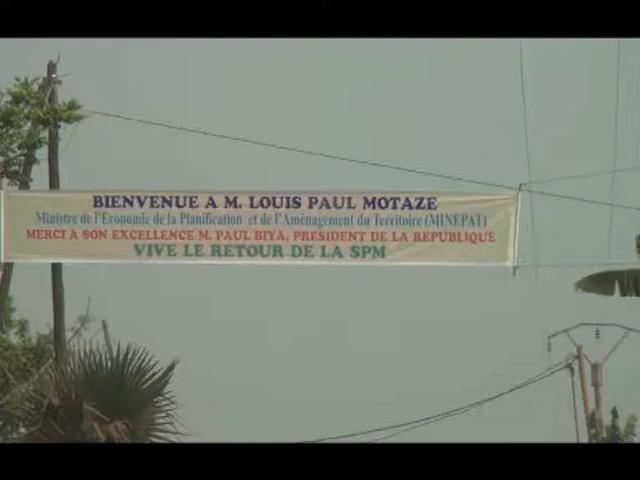 BIENVENUE A M. LOUIS PAUL MOTAZE
Ministre de l'Economie de la Planification et de l'Aménagement du Territoire (MINEPAT)
MERCI A SON EXCELLENCE M. PAUL BIYA, PRESIDENT DE LA REPUBLIQUE
VIVE LE RETOUR DE LA SPM